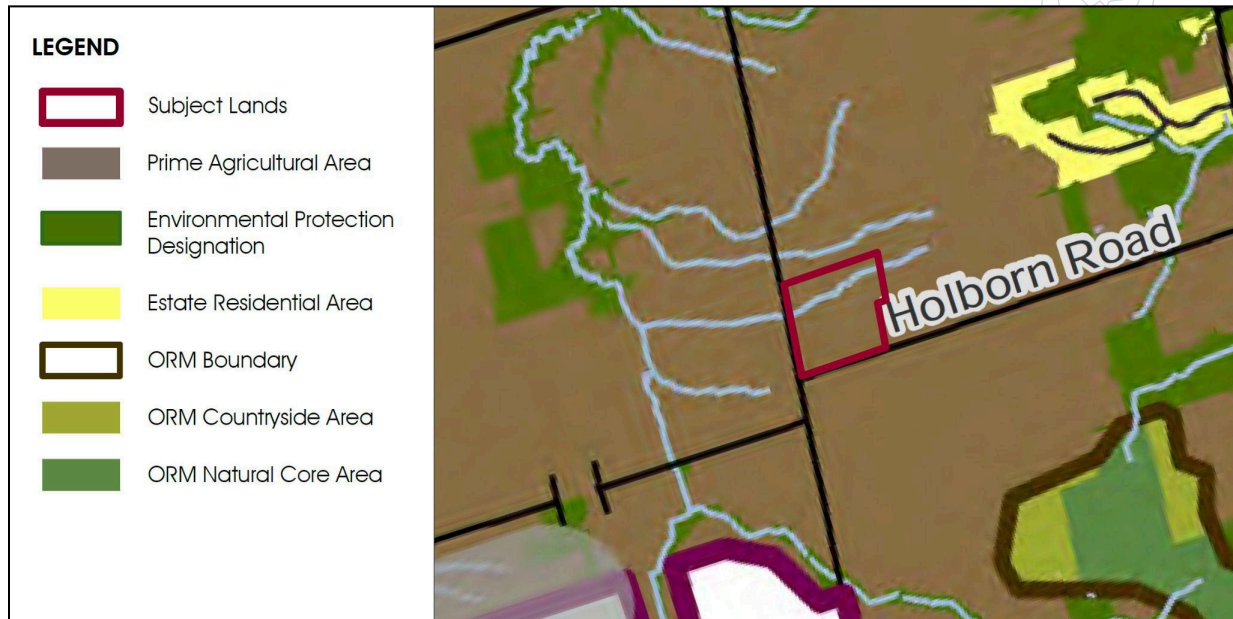 LEGEND
Subject Lands
Prime Agricultural Area
Environmental Protection
Designation
Estate Residential Area
ORM Boundary
ORM Countryside Area
ORM Natural Core Area
Holborn Road